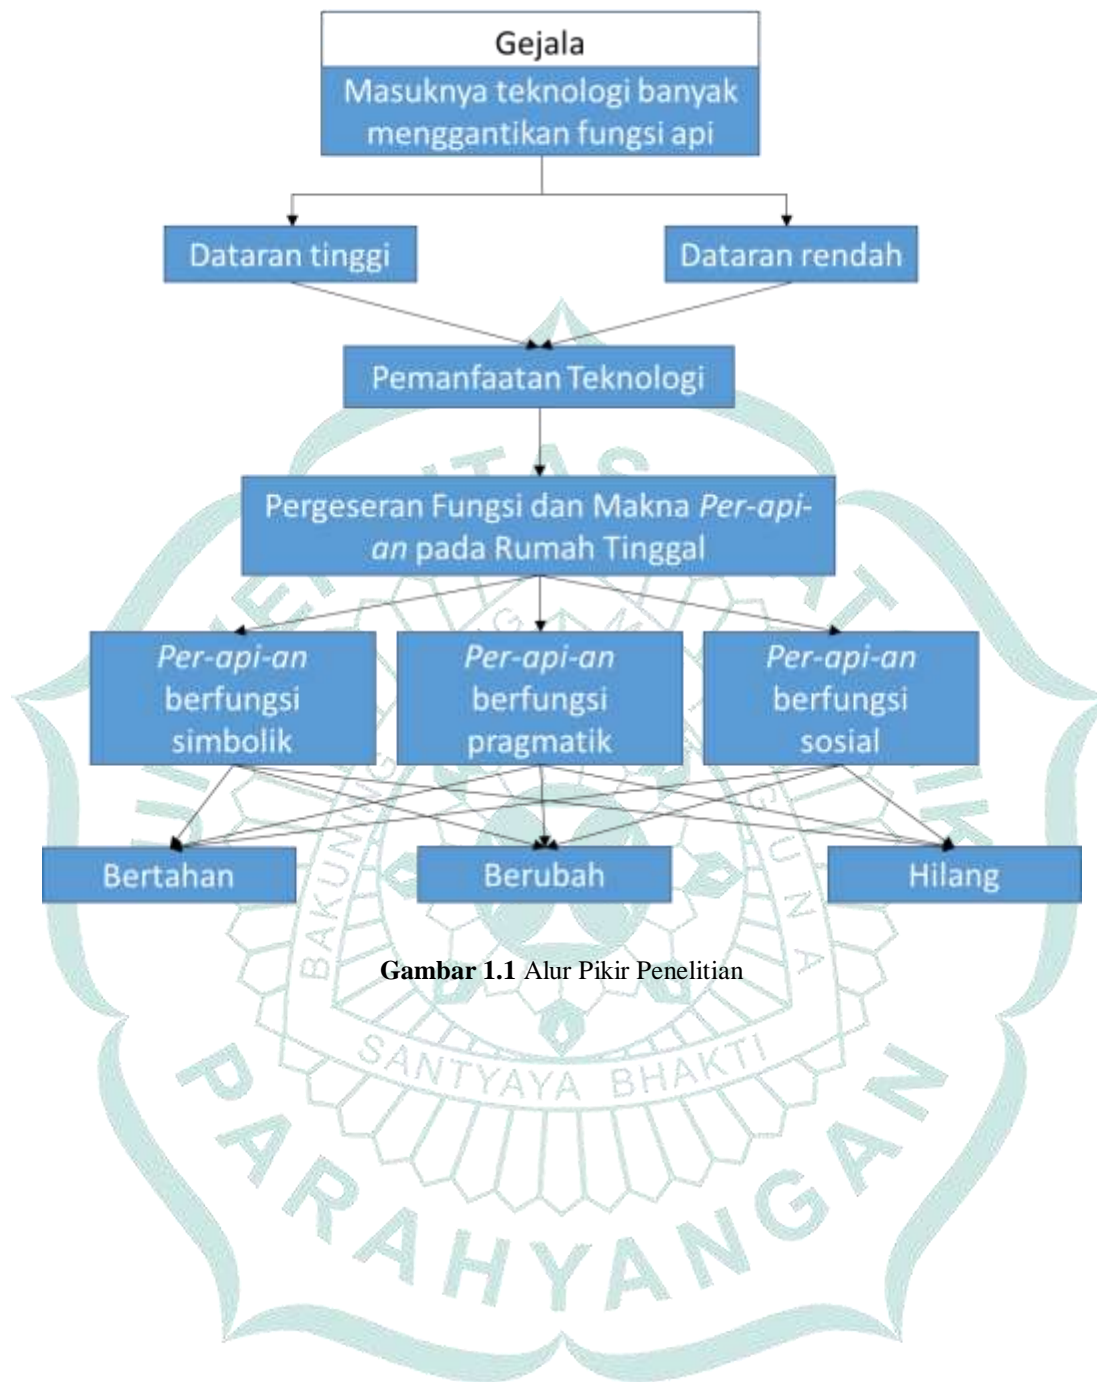 Gejala
Masuknya teknologi banyak
menggantikan fungsi api
Dataran tinggi
Dataran rendah
Pemanfaatan Teknologi
Pergeseran Fungsi dan Makna Per-api-
an pada Rumah Tinggal
Per-api-an
berfungsi
simbolik
Per-api-an
berfungsi
pragmatik
Per-api-an
berfungsi
sosial
Bertahan
Berubah
Hilang
Gambar 1.1 Alur Pikir Penelitian
SANTYAYA BHAKTI
PARAHYANGAN